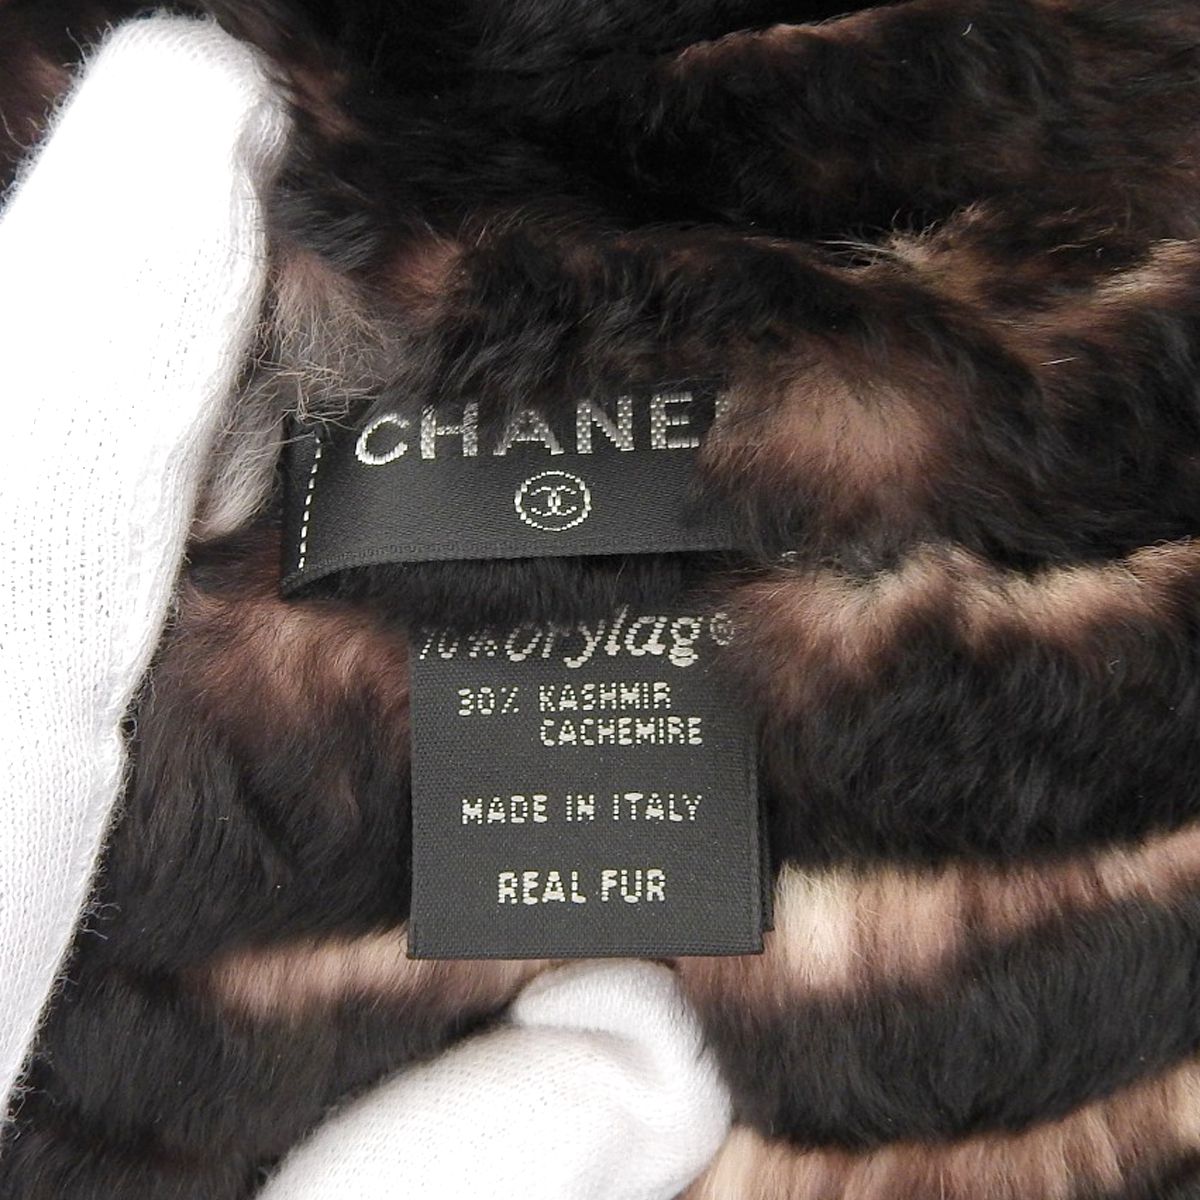 CHANEL
70% Orylag®
30% KASHMIR
CACHEMIRE
MADE IN ITALY
REAL FUR